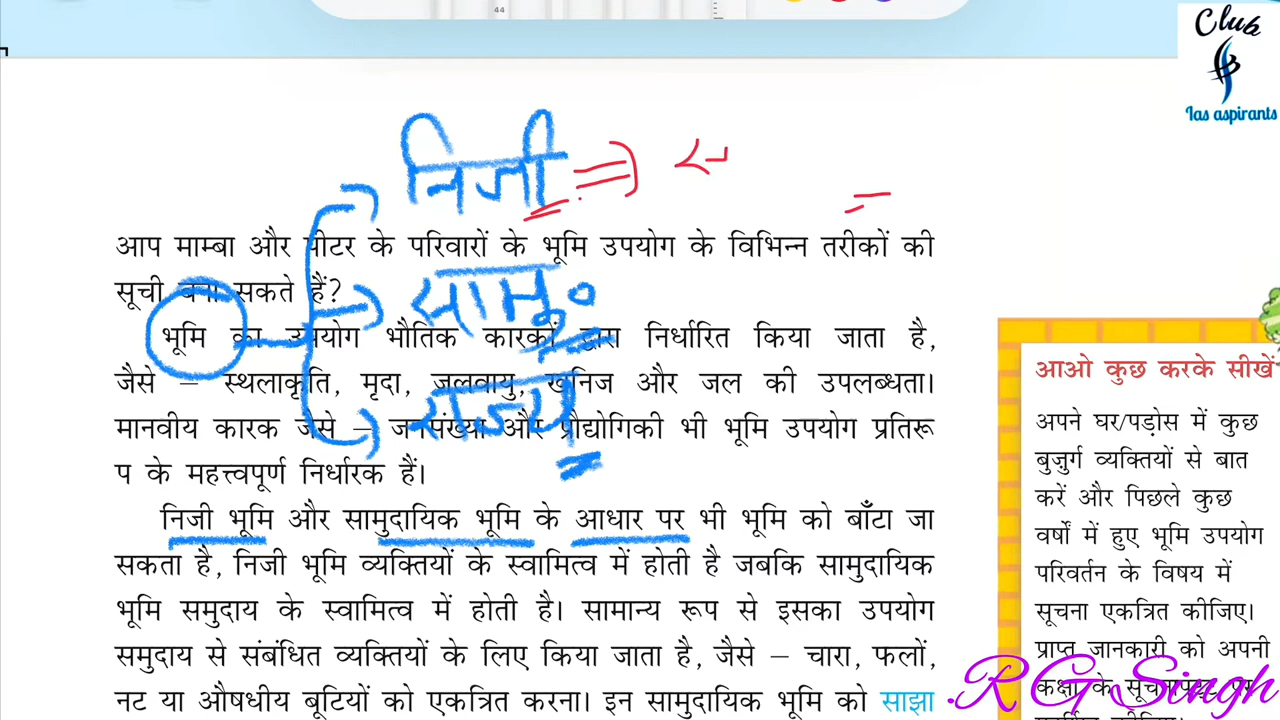 44
Club
Ias aspirants
निजी
आप माम्बा और पीटर के परिवारों के भूमि उपयोग के विभिन्न तरीकों की
सूची बना सकते हैं?
सामु०
भूमि का उपयोग भौतिक कारकों द्वारा निर्धारित किया जाता है,
जैसे – स्थलाकृति, मृदा, जलवायु, खनिज और जल की उपलब्धता।
राज्य
मानवीय कारक जैसे – जनसंख्या और प्रौद्योगिकी भी भूमि उपयोग प्रतिरू
प के महत्त्वपूर्ण निर्धारक हैं।
निजी भूमि और सामुदायिक भूमि के आधार पर भी भूमि को बाँटा जा
सकता है, निजी भूमि व्यक्तियों के स्वामित्व में होती है जबकि सामुदायिक
भूमि समुदाय के स्वामित्व में होती है। सामान्य रूप से इसका उपयोग
समुदाय से संबंधित व्यक्तियों के लिए किया जाता है, जैसे – चारा, फलों,
नट या औषधीय बूटियों को एकत्रित करना। इन सामुदायिक भूमि को साझा
आओ कुछ करके सीखें
अपने घर/पड़ोस में कुछ
बुज़ुर्ग व्यक्तियों से बात
करें और पिछले कुछ
वर्षों में हुए भूमि उपयोग
परिवर्तन के विषय में
सूचना एकत्रित कीजिए।
प्राप्त जानकारी को अपनी
कक्षा के
R G Singh